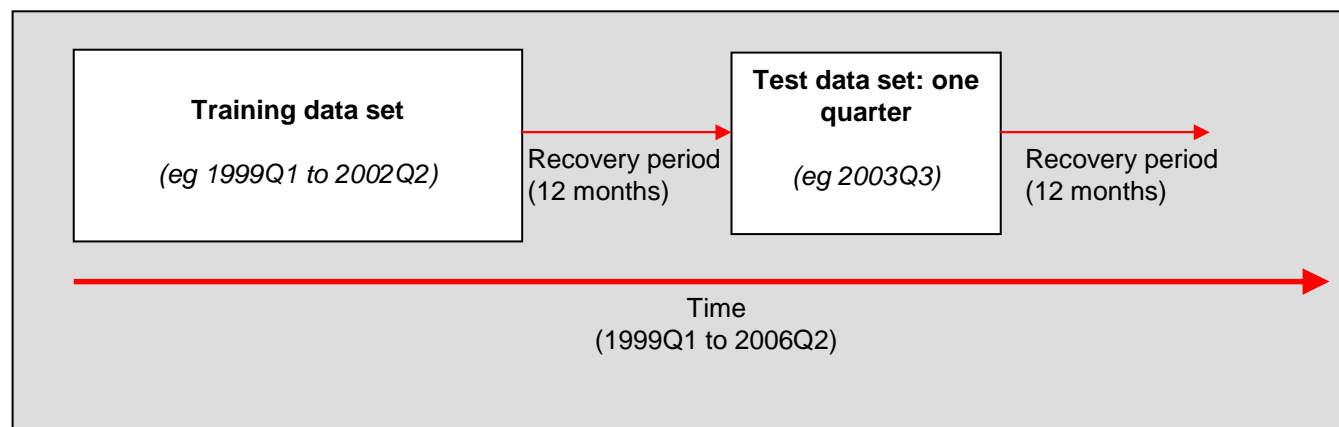 Training data set
(eg 1999Q1 to 2002Q2)
Recovery period
(12 months)
Test data set: one
quarter
(eg 2003Q3)
Recovery period
(12 months)
Time
(1999Q1 to 2006Q2)